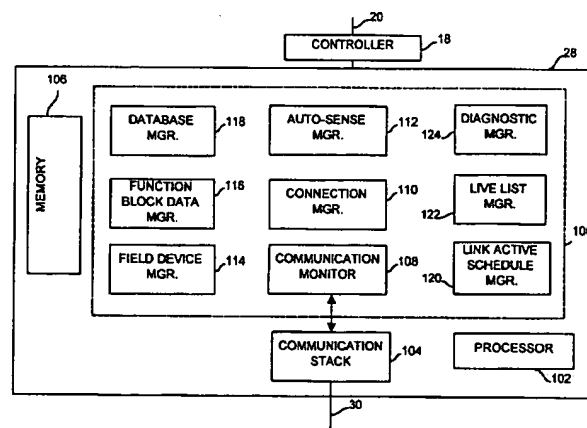 20
CONTROLLER
18
28
106
MEMORY
DATABASE
MGR.
118
AUTO-SENSE
MGR.
112
DIAGNOSTIC
MGR.
124
FUNCTION
BLOCK DATA
MGR.
116
CONNECTION
MGR.
110
LIVE LIST
MGR.
122
FIELD DEVICE
MGR.
114
COMMUNICATION
MONITOR
108
LINK ACTIVE
SCHEDULE
MGR.
120
COMMUNICATION
STACK
104
PROCESSOR
102
30